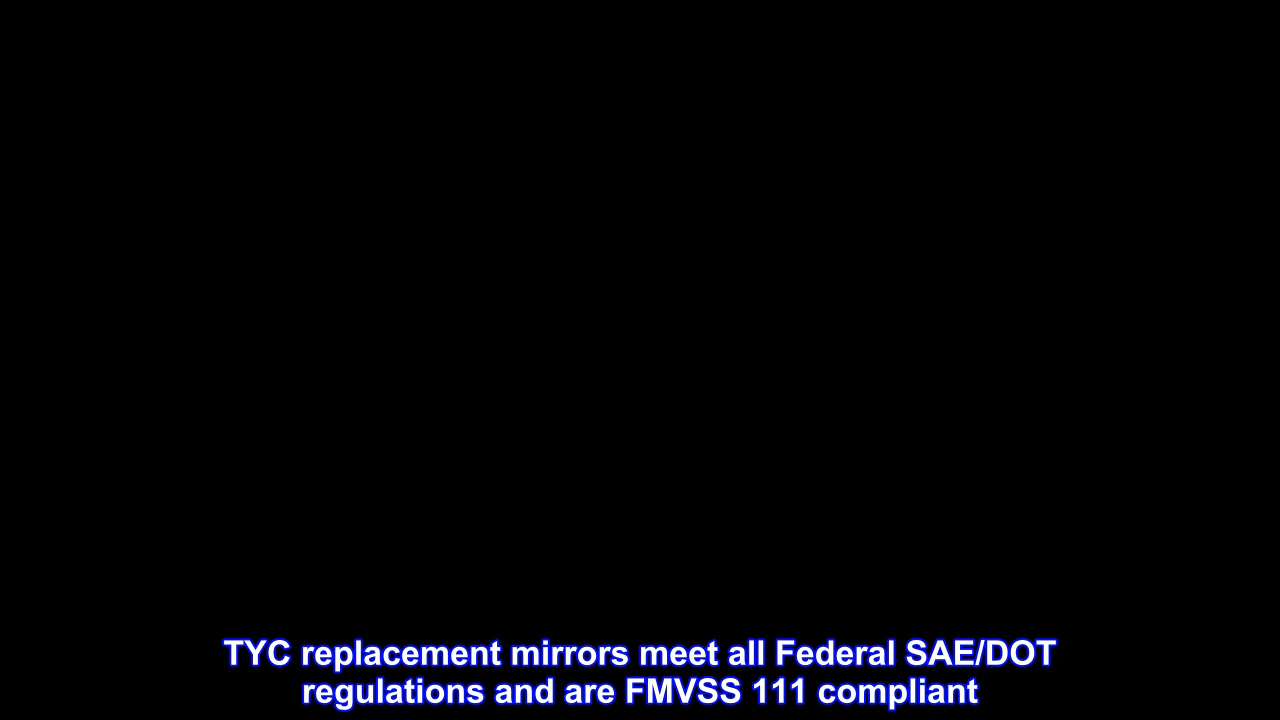 TYC replacement mirrors meet all Federal SAE/DOT
regulations and are FMVSS 111 compliant